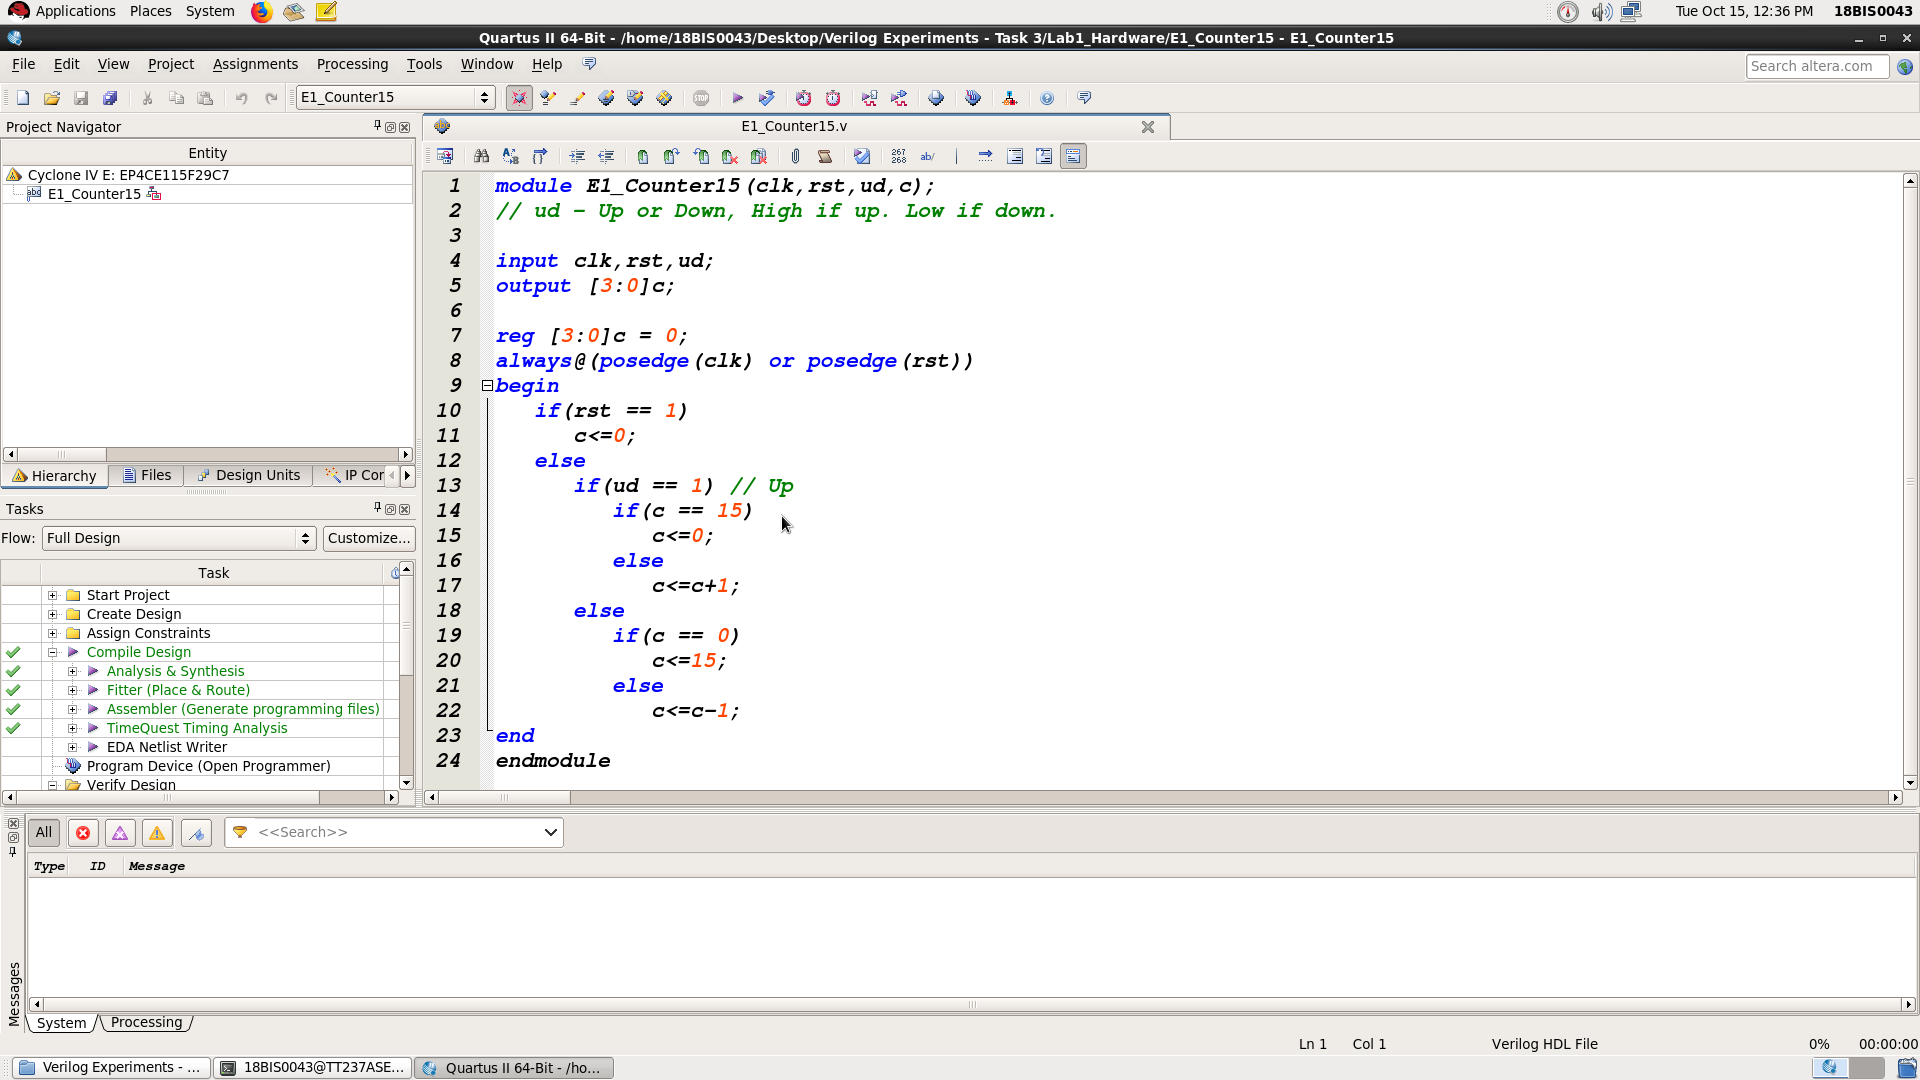 Applications Places System Tue Oct 15, 12:36 PM 18BIS0043
Quartus II 64-Bit - /home/18BIS0043/Desktop/Verilog Experiments - Task 3/Lab1_Hardware/E1_Counter15 - E1_Counter15
File Edit View Project Assignments Processing Tools Window Help Search altera.com
E1_Counter15 STOP
Project Navigator
Entity
Cyclone IV E: EP4CE115F29C7
abc E1_Counter15
Hierarchy Files Design Units IP Cor
Tasks
Flow: Full Design Customize...
Task
Start Project
Create Design
Assign Constraints
Compile Design
Analysis & Synthesis
Fitter (Place & Route)
Assembler (Generate programming files)
TimeQuest Timing Analysis
EDA Netlist Writer
Program Device (Open Programmer)
Verify Design
E1_Counter15.v
267 268 ab/
1 module E1_Counter15(clk,rst,ud,c);
2 // ud - Up or Down, High if up. Low if down.
3
4 input clk,rst,ud;
5 output [3:0]c;
6
7 reg [3:0]c = 0;
8 always@(posedge(clk) or posedge(rst))
9 begin
10 if(rst == 1)
11 c<=0;
12 else
13 if(ud == 1) // Up
14 if(c == 15)
15 c<=0;
16 else
17 c<=c+1;
18 else
19 if(c == 0)
20 c<=15;
21 else
22 c<=c-1;
23 end
24 endmodule
All <<Search>>
Type ID Message
Messages
System Processing
Ln 1 Col 1 Verilog HDL File 0% 00:00:00
Verilog Experiments - ... 18BIS0043@TT237ASE... Quartus II 64-Bit - /ho...